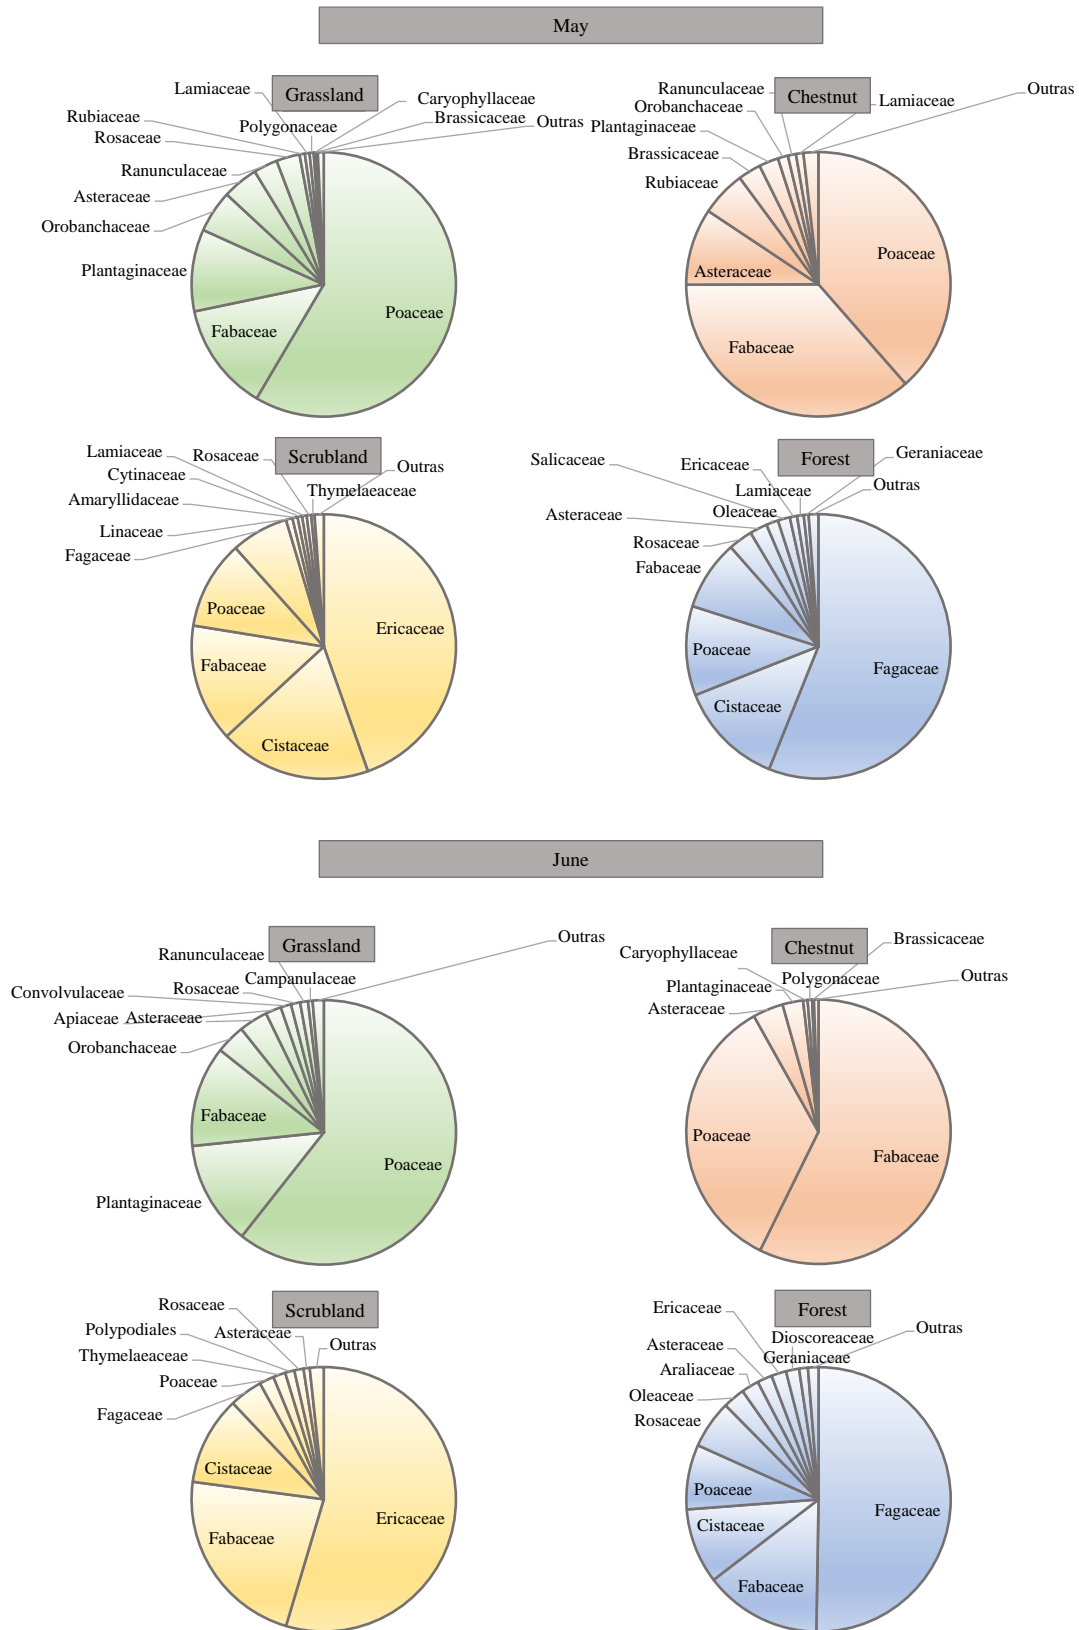 May
Grassland
Lamiaceae
Caryophyllaceae
Rubiaceae
Polygonaceae
Brassicaceae
Outras
Rosaceae
Ranunculaceae
Asteraceae
Orobanchaceae
Plantaginaceae
Poaceae
Fabaceae
Chestnut
Ranunculaceae
Outras
Orobanchaceae
Lamiaceae
Plantaginaceae
Brassicaceae
Rubiaceae
Poaceae
Asteraceae
Fabaceae
Scrubland
Lamiaceae
Rosaceae
Outras
Cytinaceae
Thymelaeaceae
Amaryllidaceae
Linaceae
Fagaceae
Poaceae
Ericaceae
Fabaceae
Cistaceae
Forest
Geraniaceae
Salicaceae
Ericaceae
Lamiaceae
Outras
Asteraceae
Oleaceae
Rosaceae
Fabaceae
Poaceae
Fagaceae
Cistaceae
June
Grassland
Outras
Ranunculaceae
Campanulaceae
Convolvulaceae
Rosaceae
Apiaceae
Asteraceae
Orobanchaceae
Fabaceae
Poaceae
Plantaginaceae
Chestnut
Brassicaceae
Caryophyllaceae
Polygonaceae
Outras
Plantaginaceae
Asteraceae
Poaceae
Fabaceae
Scrubland
Rosaceae
Polypodiales
Asteraceae
Outras
Thymelaeaceae
Poaceae
Fagaceae
Cistaceae
Ericaceae
Fabaceae
Forest
Ericaceae
Dioscoreaceae
Outras
Asteraceae
Geraniaceae
Araliaceae
Oleaceae
Rosaceae
Poaceae
Fagaceae
Cistaceae
Fabaceae